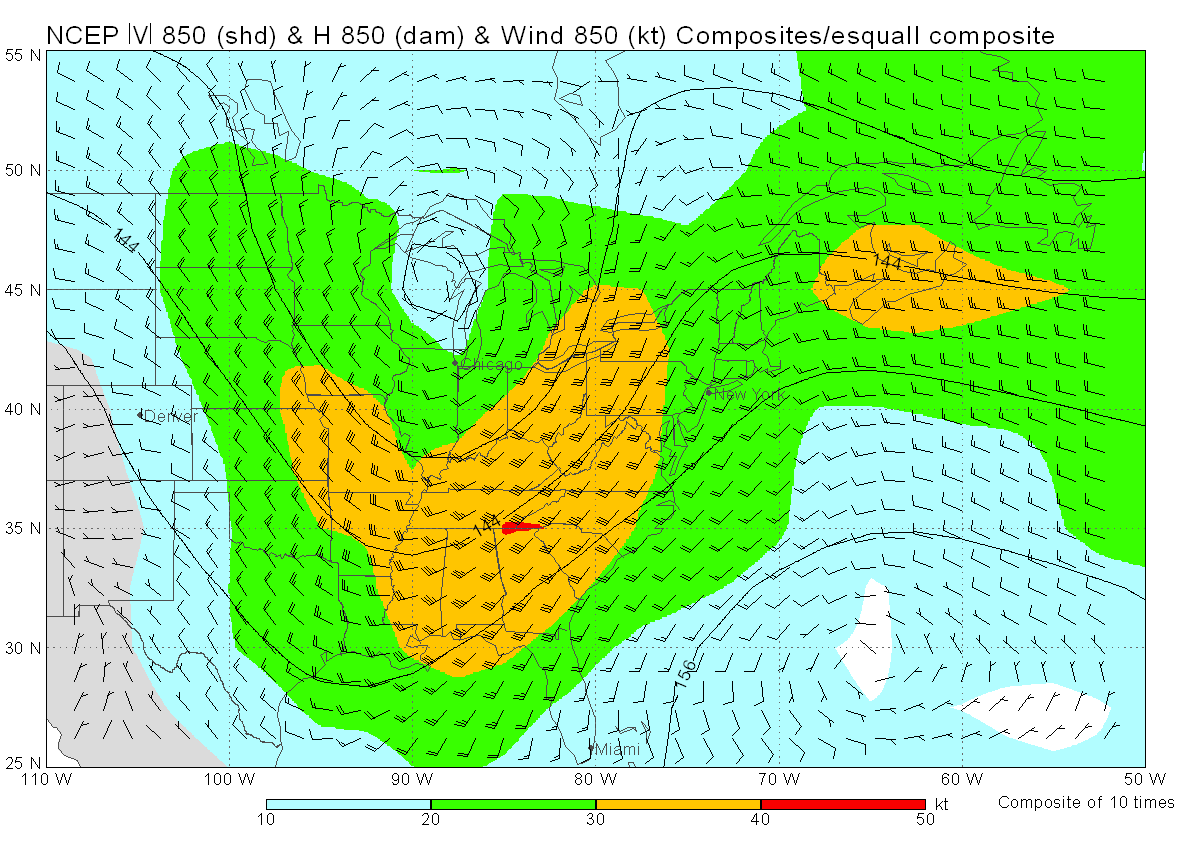 NCEP |V| 850 (shd) & H 850 (dam) & Wind 850 (kt) Composites/esquall composite
55 N
50 N
144
144
45 N
Chicago
New York
40 N
Denver
144
35 N
30 N
156
Miami
25 N
110 W 100 W 90 W 80 W 70 W 60 W 50 W
kt Composite of 10 times
10 20 30 40 50